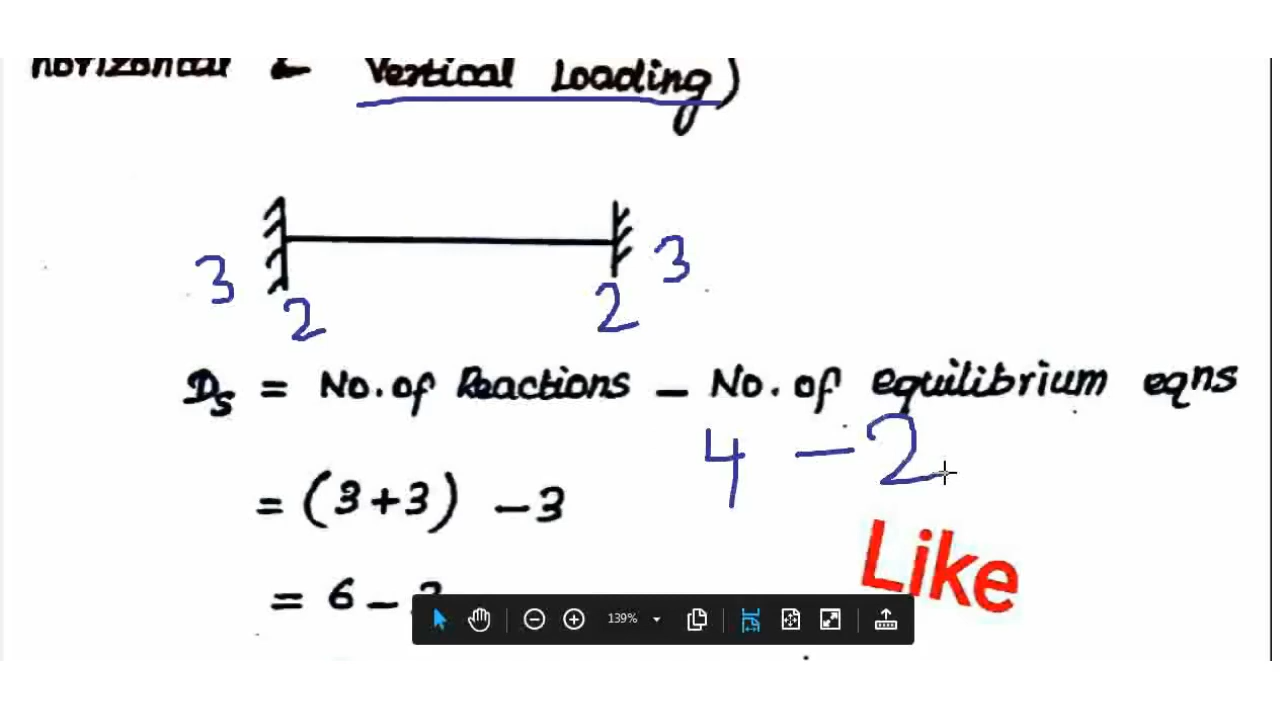 horizontal & Vertical Loading)
3 3
2 2
Ds = No. of Reactions - No. of equilibrium eqns
4 - 2
= (3+3) - 3
Like
= 6 -
139%